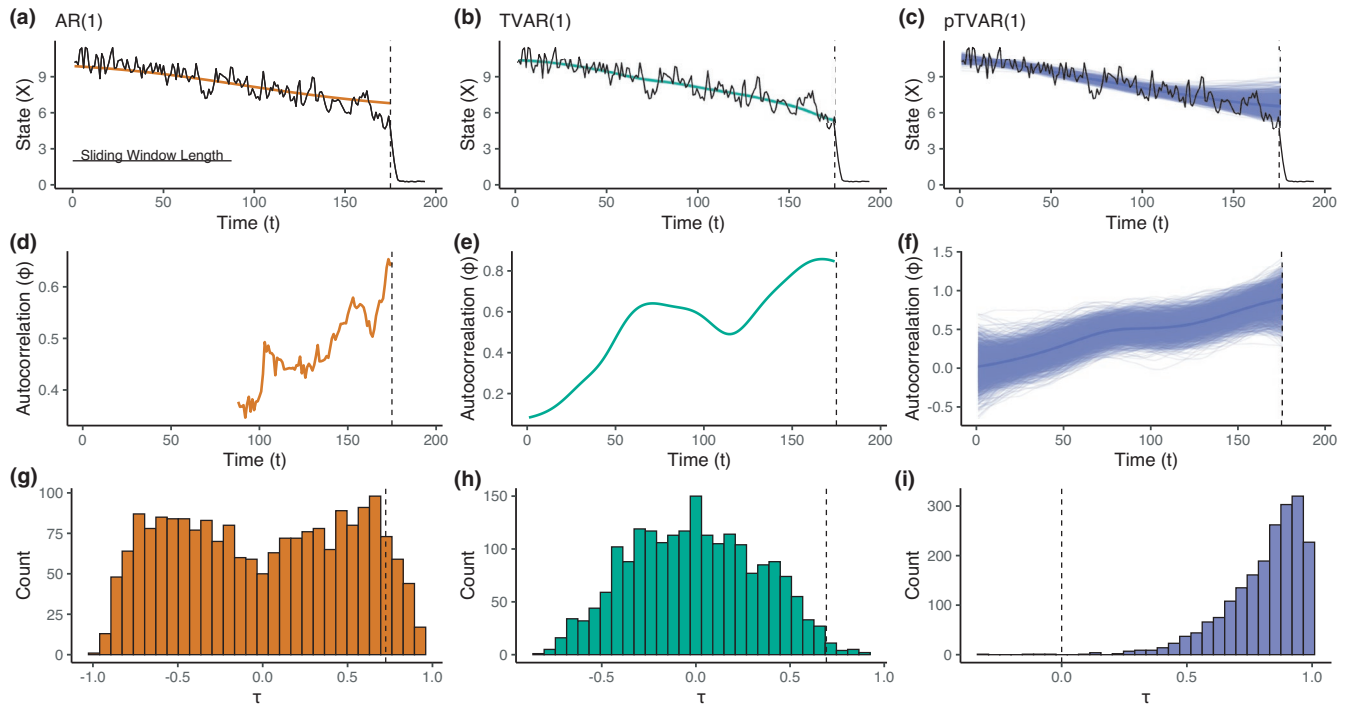 (a) AR(1)
(b) TVAR(1)
(c) pTVAR(1)
State (X)
9
6
3
0
Sliding Window Length
0 50 100 150 200
Time (t)
State (X)
9
6
3
0
0 50 100 150 200
Time (t)
State (X)
9
6
3
0
0 50 100 150 200
Time (t)
(d)
Autocorrelation (ϕ)
0.6
0.5
0.4
0 50 100 150 200
Time (t)
(e)
Autocorrelation (ϕ)
0.8
0.6
0.4
0.2
0 50 100 150 200
Time (t)
(f)
Autocorrealation (ϕ)
1.5
1.0
0.5
0.0
-0.5
0 50 100 150 200
Time (t)
(g)
Count
100
75
50
25
0
-1.0 -0.5 0.0 0.5 1.0
τ
(h)
Count
150
100
50
0
-0.5 0.0 0.5 1.0
τ
(i)
Count
300
200
100
0
0.0 0.5 1.0
τ